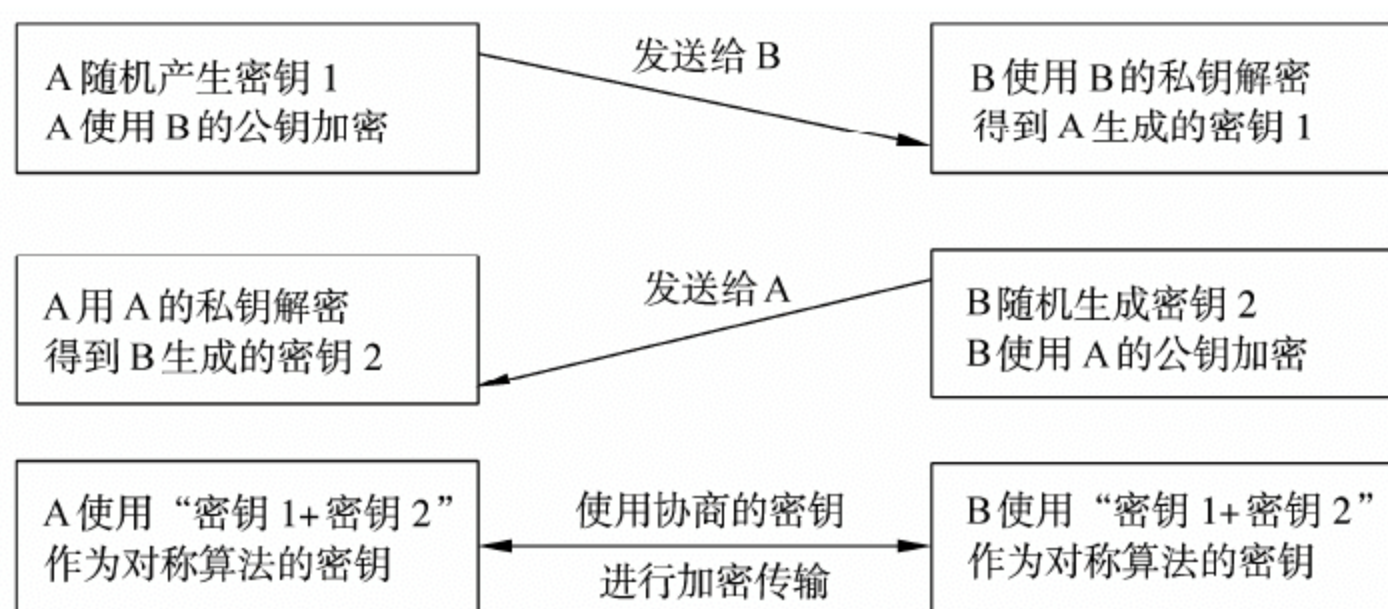 A随机产生密钥1
A使用B的公钥加密
发送给B
B使用B的私钥解密
得到A生成的密钥1
A用A的私钥解密
得到B生成的密钥2
发送给A
B随机生成密钥2
B使用A的公钥加密
A使用“密钥1+密钥2”
作为对称算法的密钥
使用协商的密钥
进行加密传输
B使用“密钥1+密钥2”
作为对称算法的密钥